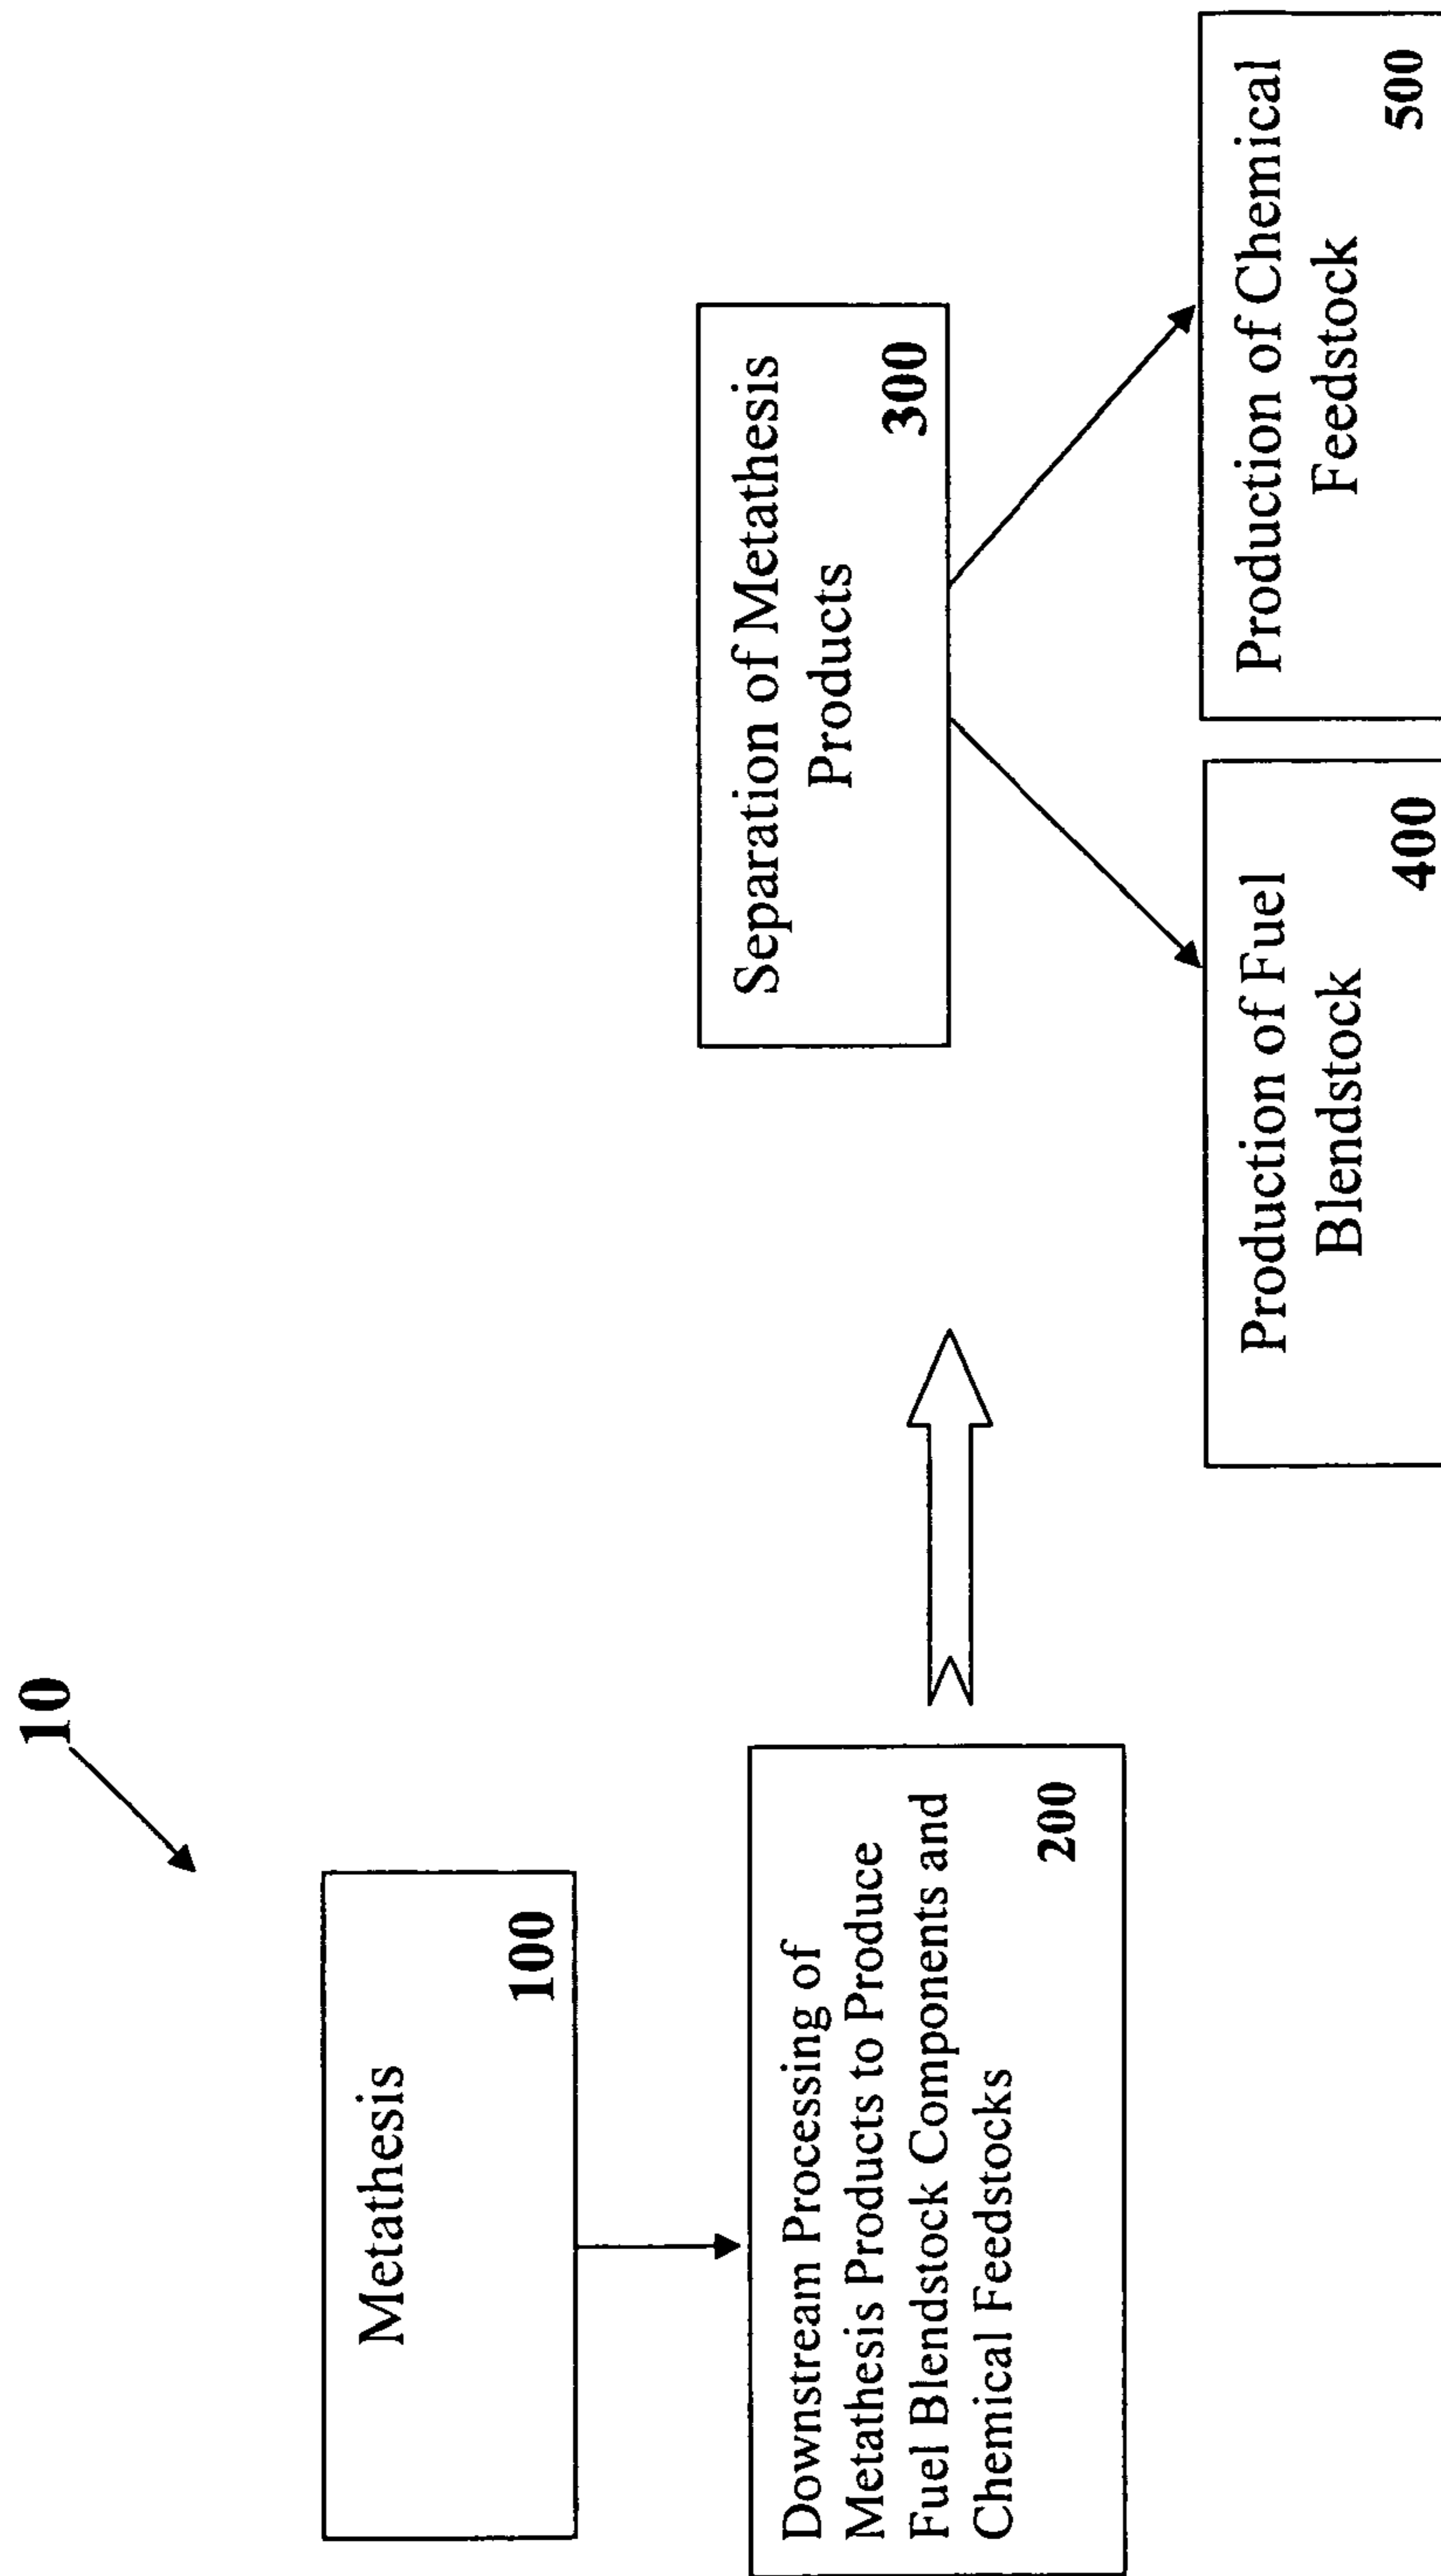 10
Metathesis
100
Downstream Processing of
Metathesis Products to Produce
Fuel Blendstock Components and
Chemical Feedstocks
200
Separation of Metathesis
Products
300
Production of Fuel
Blendstock
400
Production of Chemical
Feedstock
500